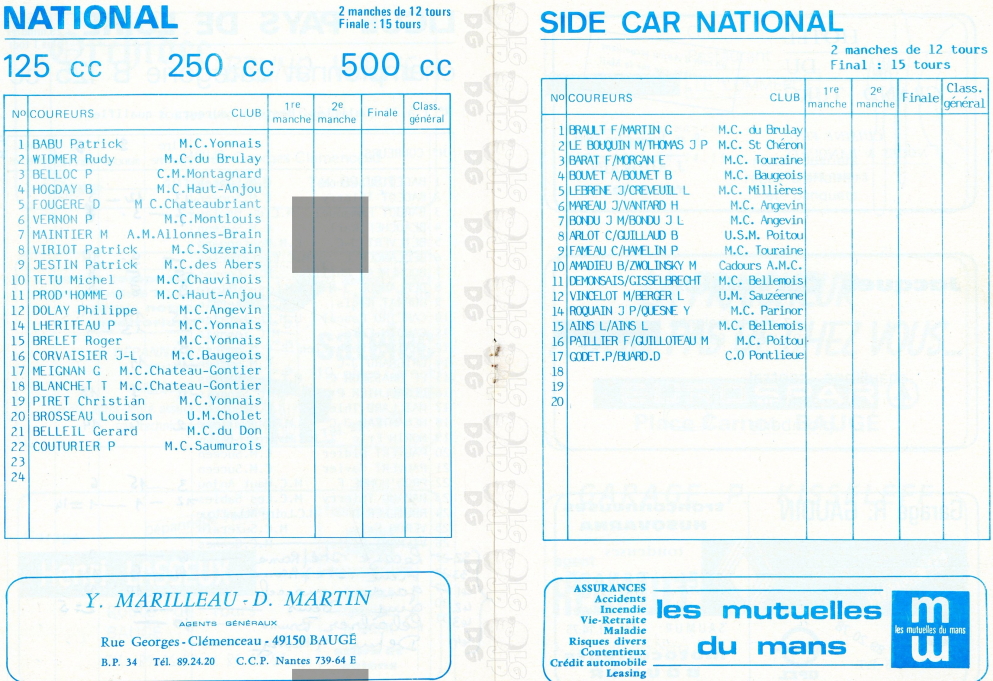 NATIONAL
2 manches de 12 tours
Finale : 15 tours
125 cc 250 cc 500 cc
No COUREURS CLUB 1re manche 2e manche Finale Class. général
1 BABU Patrick M.C.Yonnais
2 WIDMER Rudy M.C.du Brulay
3 BELLOC P C.M.Montagnard
4 HOGDAY B M.C.Haut-Anjou
5 FOUGERE D M C.Chateaubriant
6 VERNON P M.C.Montlouis
7 MAINTIER M A.M.Allonnes-Brain
8 VIRIOT Patrick M.C.Suzerain
9 JESTIN Patrick M.C.des Abers
10 TETU Michel M.C.Chauvinois
11 PROD'HOMME O M.C.Haut-Anjou
12 DOLAY Philippe M.C.Angevin
14 LHERITEAU P M.C.Yonnais
15 BRELET Roger M.C.Yonnais
16 CORVAISIER J-L M.C.Baugeois
17 MEIGNAN G M.C.Chateau-Gontier
18 BLANCHET T M.C.Chateau-Gontier
19 PIRET Christian M.C.Yonnais
20 BROSSEAU Louison U.M.Cholet
21 BELLEIL Gerard M.C.du Don
22 COUTURIER P M.C.Saumurois
23
24
Y. MARILLEAU - D. MARTIN
AGENTS GÉNÉRAUX
Rue Georges-Clémenceau - 49150 BAUGÉ
B.P. 34 Tél. 89.24.20 C.C.P. Nantes 739-64 E
SIDE CAR NATIONAL
2 manches de 12 tours
Final : 15 tours
No COUREURS CLUB 1re manche 2e manche Finale Class. général
1 BRAULT F/MARTIN G M.C. du Brulay
2 LE BOUQUIN M/THOMAS J P M.C. St Chéron
3 BARAT F/MORGAN E M.C. Touraine
4 BOUVET A/BOUVET B M.C. Baugeois
5 LEBRENE J/CREVEUIL L M.C. Millières
6 MAREAU J/VANTARD H M.C. Angevin
7 BONDU J M/BONDU J L M.C. Angevin
8 ARLOT C/GUILLAUD B U.S.M. Poitou
9 FAMEAU C/HAMELIN P M.C. Touraine
10 AMADIEU B/ZWOLINSKY M Cadours A.M.C.
11 DEMONSAIS/GISSELBRECHT M.C. Bellemois
12 VINCELOT M/BERGER L U.M. Sauzéenne
14 ROQUAIN J P/QUESNE Y M.C. Parinor
15 AINS L/AINS L M.C. Bellemois
16 PAILLIER F/GUILLOTEAU M M.C. Poitou
17 GODET.P/BUARD.D C.O Pontlieue
18
19
20
ASSURANCES
Accidents
Incendie
Vie-Retraite
Maladie
Risques divers
Contentieux
Crédit automobile
Leasing
les mutuelles
du mans
les mutuelles du mans